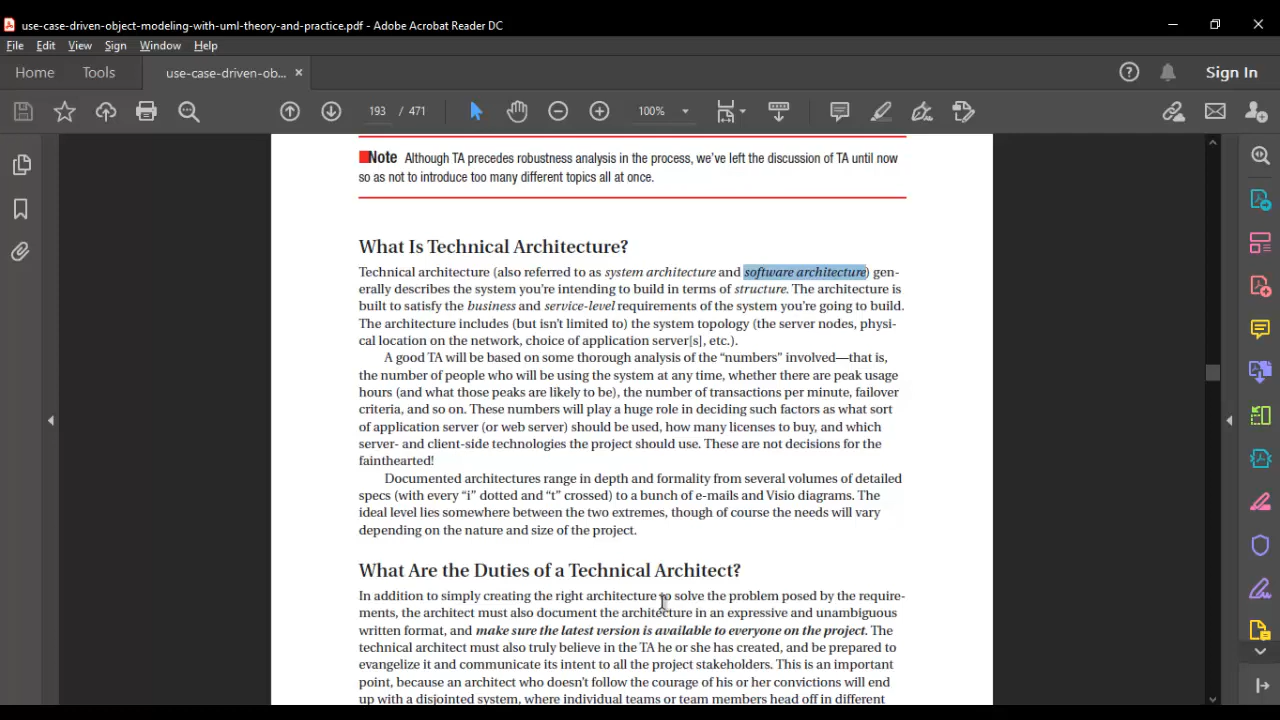 use-case-driven-object-modeling-with-uml-theory-and-practice.pdf - Adobe Acrobat Reader DC
File Edit View Sign Window Help
Home Tools use-case-driven-ob... × Sign In
193 / 471 100%
Note Although TA precedes robustness analysis in the process, we've left the discussion of TA until now
so as not to introduce too many different topics all at once.
What Is Technical Architecture?
Technical architecture (also referred to as system architecture and software architecture) gen-
erally describes the system you're intending to build in terms of structure. The architecture is
built to satisfy the business and service-level requirements of the system you're going to build.
The architecture includes (but isn't limited to) the system topology (the server nodes, physi-
cal location on the network, choice of application server[s], etc.).
A good TA will be based on some thorough analysis of the “numbers” involved—that is,
the number of people who will be using the system at any time, whether there are peak usage
hours (and what those peaks are likely to be), the number of transactions per minute, failover
criteria, and so on. These numbers will play a huge role in deciding such factors as what sort
of application server (or web server) should be used, how many licenses to buy, and which
server- and client-side technologies the project should use. These are not decisions for the
fainthearted!
Documented architectures range in depth and formality from several volumes of detailed
specs (with every “i” dotted and “t” crossed) to a bunch of e-mails and Visio diagrams. The
ideal level lies somewhere between the two extremes, though of course the needs will vary
depending on the nature and size of the project.
What Are the Duties of a Technical Architect?
In addition to simply creating the right architecture to solve the problem posed by the require-
ments, the architect must also document the architecture in an expressive and unambiguous
written format, and make sure the latest version is available to everyone on the project. The
technical architect must also truly believe in the TA he or she has created, and be prepared to
evangelize it and communicate its intent to all the project stakeholders. This is an important
point, because an architect who doesn't follow the courage of his or her convictions will end
up with a disjointed system, where individual teams or team members head off in different